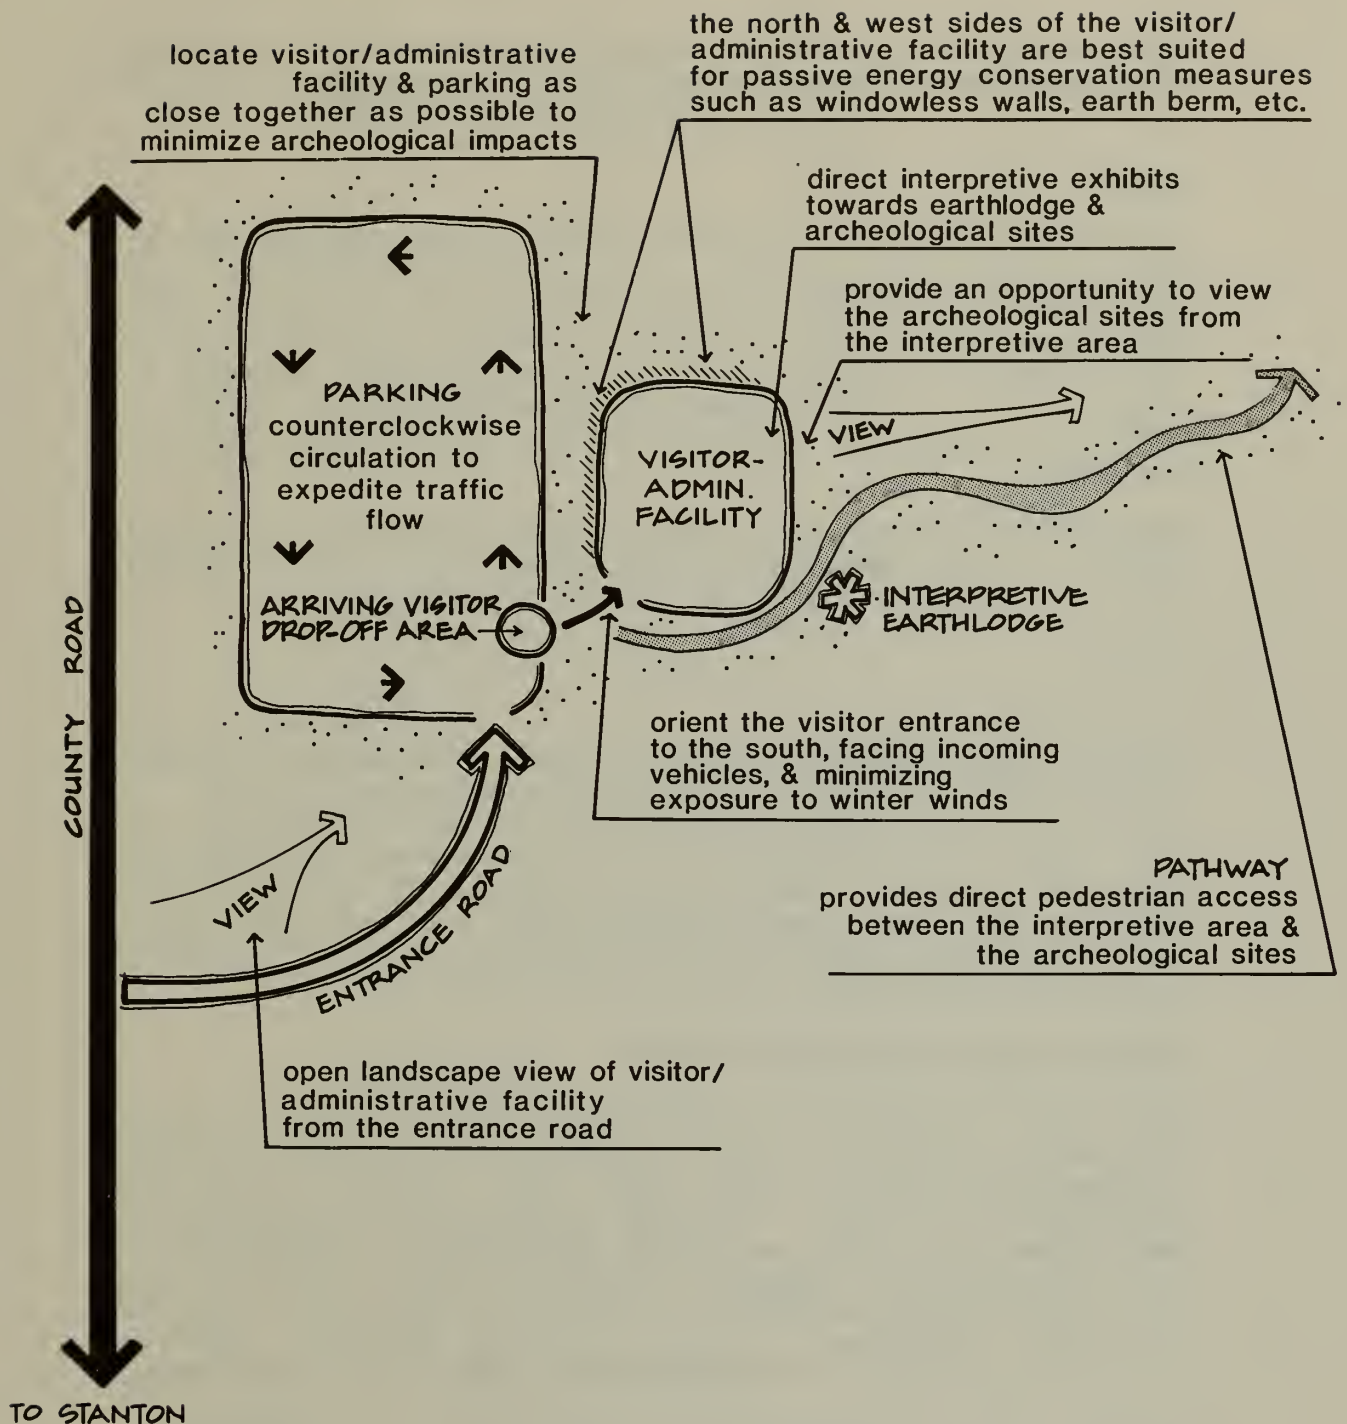 the north & west sides of the visitor/
administrative facility are best suited
for passive energy conservation measures
such as windowless walls, earth berm, etc.
locate visitor/administrative
facility & parking as
close together as possible to
minimize archeological impacts
direct interpretive exhibits
towards earthlodge &
archeological sites
provide an opportunity to view
the archeological sites from
the interpretive area
PARKING
counterclockwise
circulation to
expedite traffic
flow
VIEW
VISITOR-
ADMIN.
FACILITY
ARRIVING VISITOR
DROP-OFF AREA
INTERPRETIVE
EARTHLODGE
COUNTY ROAD
orient the visitor entrance
to the south, facing incoming
vehicles, & minimizing
exposure to winter winds
PATHWAY
provides direct pedestrian access
between the interpretive area &
the archeological sites
VIEW
ENTRANCE ROAD
open landscape view of visitor/
administrative facility
from the entrance road
TO STANTON